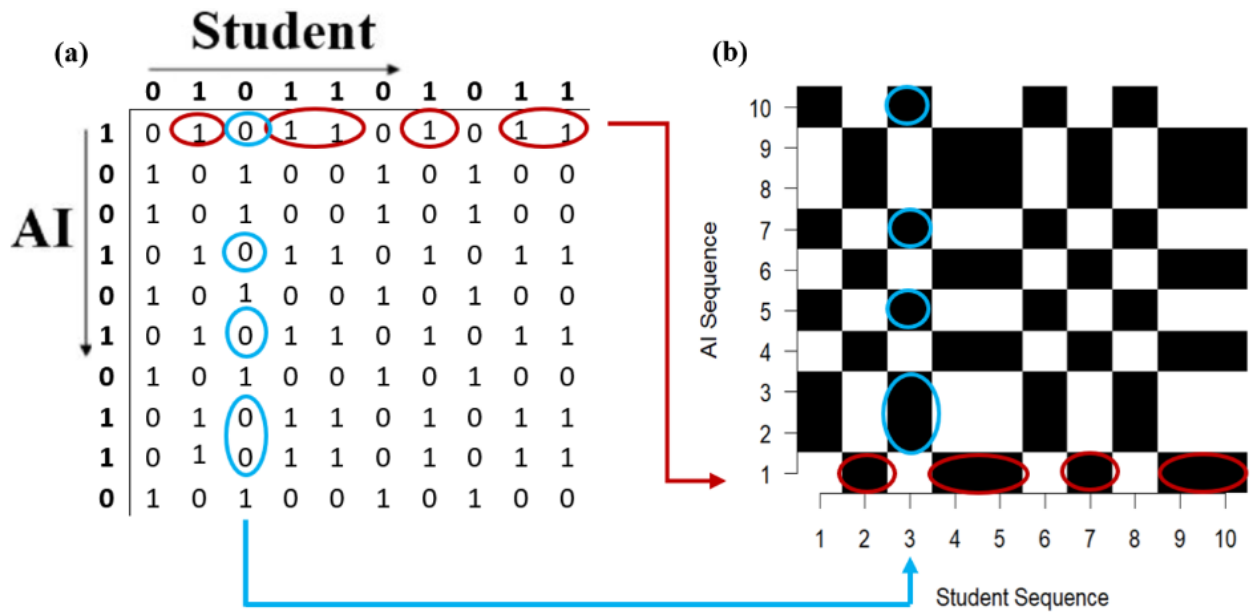 (a)
Student
0 1 0 1 1 0 1 0 1 1
1 0 1 0 1 1 0 1 0 1 1
0 1 0 1 0 0 1 0 1 0 0
0 1 0 1 0 0 1 0 1 0 0
1 0 1 0 1 1 0 1 0 1 1
0 1 0 1 0 0 1 0 1 0 0
1 0 1 0 1 1 0 1 0 1 1
0 1 0 1 0 0 1 0 1 0 0
1 0 1 0 1 1 0 1 0 1 1
1 0 1 0 1 1 0 1 0 1 1
0 1 0 1 0 0 1 0 1 0 0
AI
(b)
10
9
8
7
6
5
4
3
2
1
AI Sequence
1 2 3 4 5 6 7 8 9 10
Student Sequence